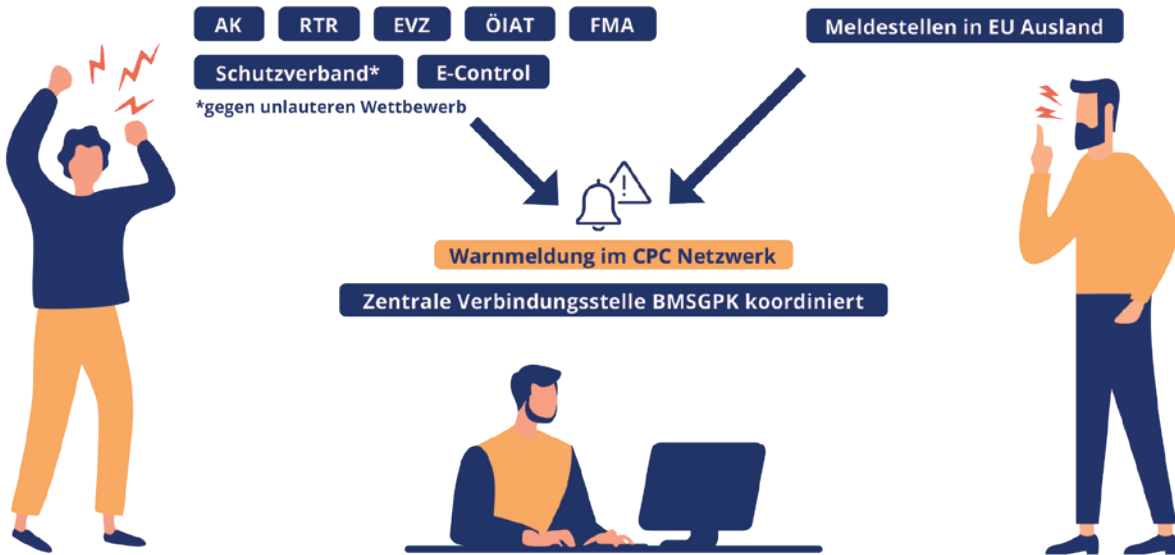 AK RTR EVZ ÖIAT FMA
Meldestellen in EU Ausland
Schutzverband* E-Control
*gegen unlauteren Wettbewerb
Warnmeldung im CPC Netzwerk
Zentrale Verbindungsstelle BMSGPK koordiniert